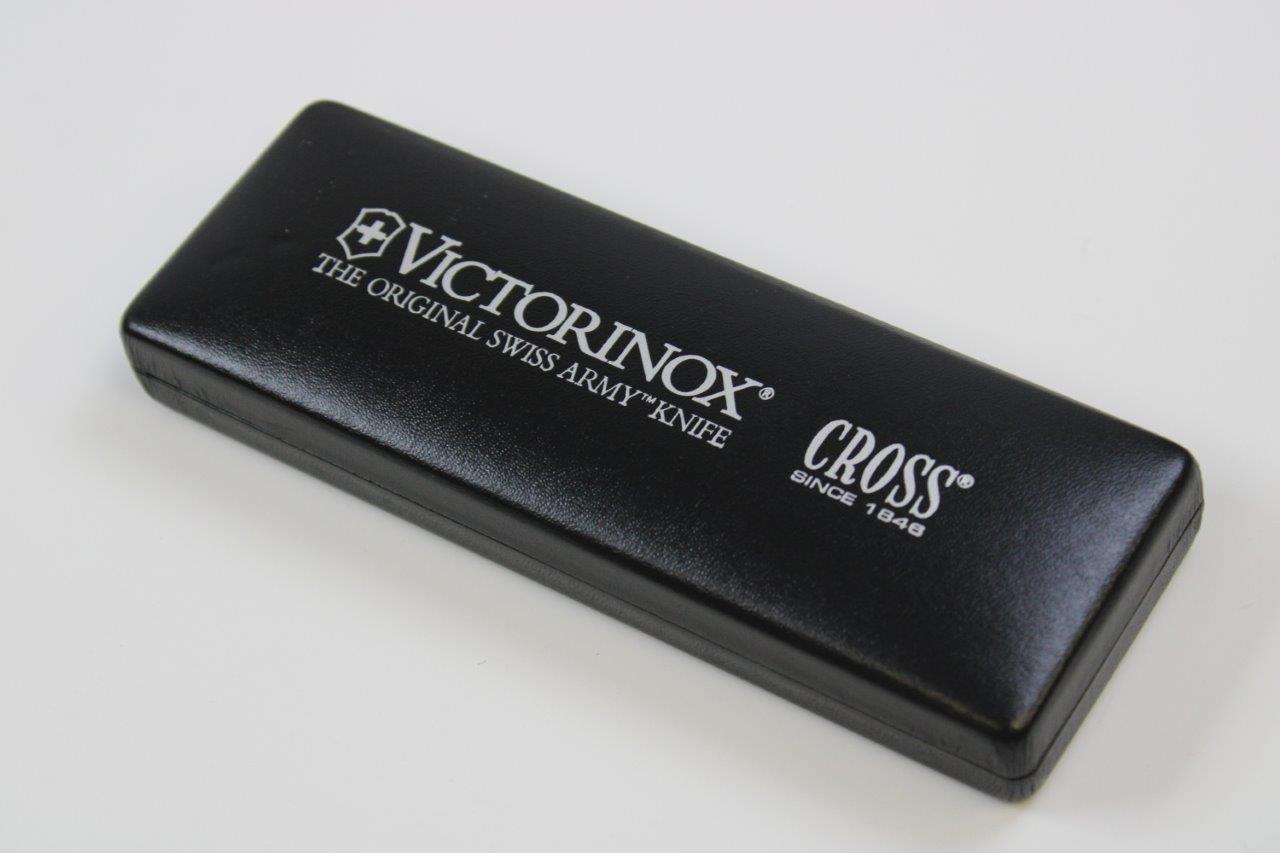 VICTORINOX®
THE ORIGINAL SWISS ARMY™ KNIFE
CROSS®
SINCE 1846